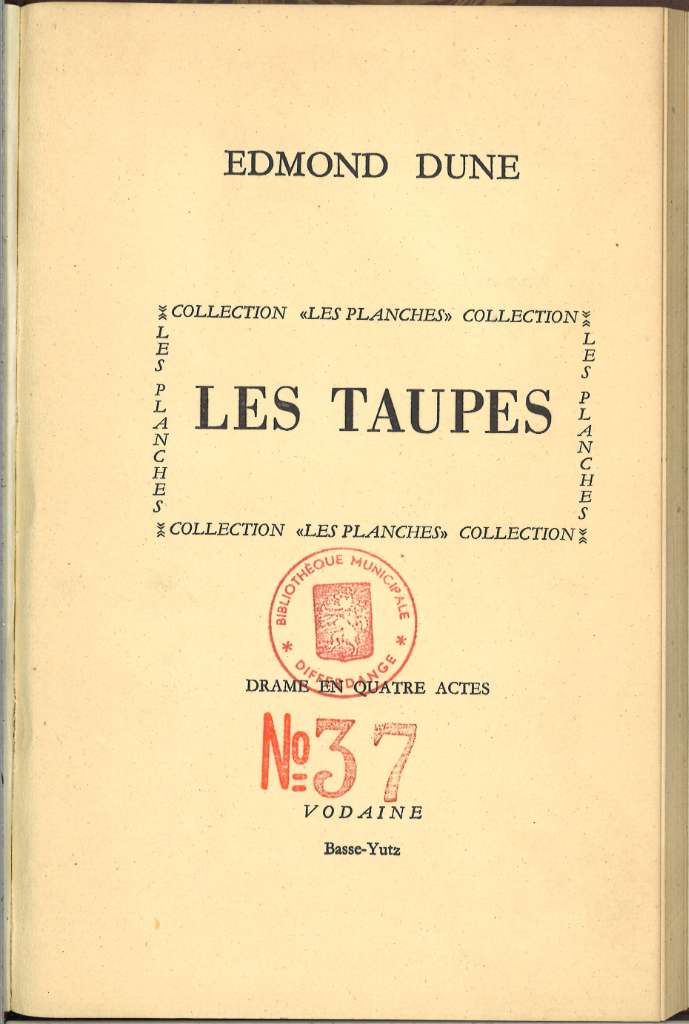 EDMOND DUNE
COLLECTION «LES PLANCHES» COLLECTION
LES PLANCHES
LES PLANCHES
LES TAUPES
COLLECTION «LES PLANCHES» COLLECTION
BIBLIOTHÈQUE MUNICIPALE
* DIFFERDANGE *
DRAME EN QUATRE ACTES
No 37
VODAINE
Basse-Yutz